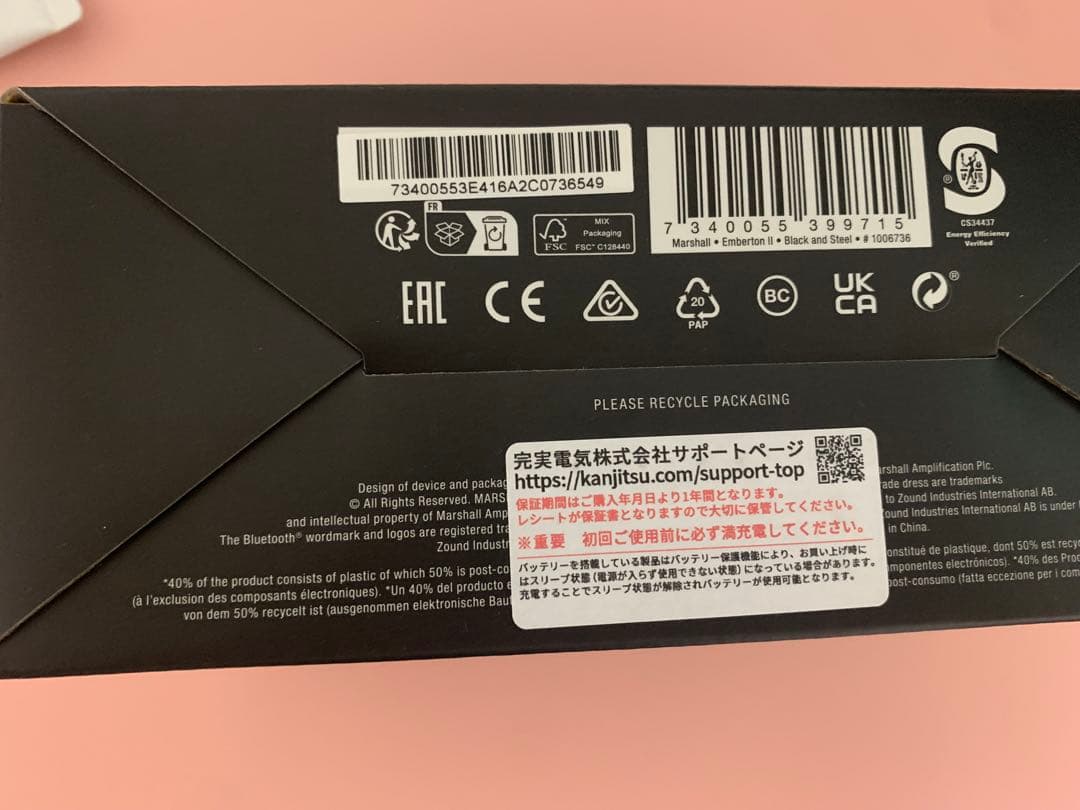 73400553E416A2C0736549
7 340055 399715
Marshall • Emberton II • Black and Steel • # 1006736
FR
MIX
Packaging
FSC
FSC™ C128440
®
CS34437
Energy Efficiency
Verified
EAC
CE
20
PAP
BC
UK
CA
®
PLEASE RECYCLE PACKAGING
完実電気株式会社サポートページ
https://kanjitsu.com/support-top
保証期間はご購入年月日より1年間となります。
レシートが保証書となりますので大切に保管してください。
※重要 初回ご使用前に必ず満充電してください。
バッテリーを搭載している製品はバッテリー保護機能により、お買い上げ時に
はスリープ状態（電源が入らず使用できない状態）になっている場合があります。
充電することでスリープ状態が解除されバッテリーが使用可能となります。
Design of device and packag
arshall Amplification Plc.
© All Rights Reserved. MARS
rade dress are trademarks
and intellectual property of Marshall Amp
to Zound Industries International AB.
The Bluetooth® wordmark and logos are registered tra
Zound Industries International AB is under
Zound Industr
in China.
*40% of the product consists of plastic of which 50% is post-co
onstitué de plastique, dont 50% est recy
(à l'exclusion des composants électroniques). *Un 40% del producto e
mponentes electrónicos). *40% des Pro
von dem 50% recycelt ist (ausgenommen elektronische Bau
post-consumo (fatta eccezione per i com